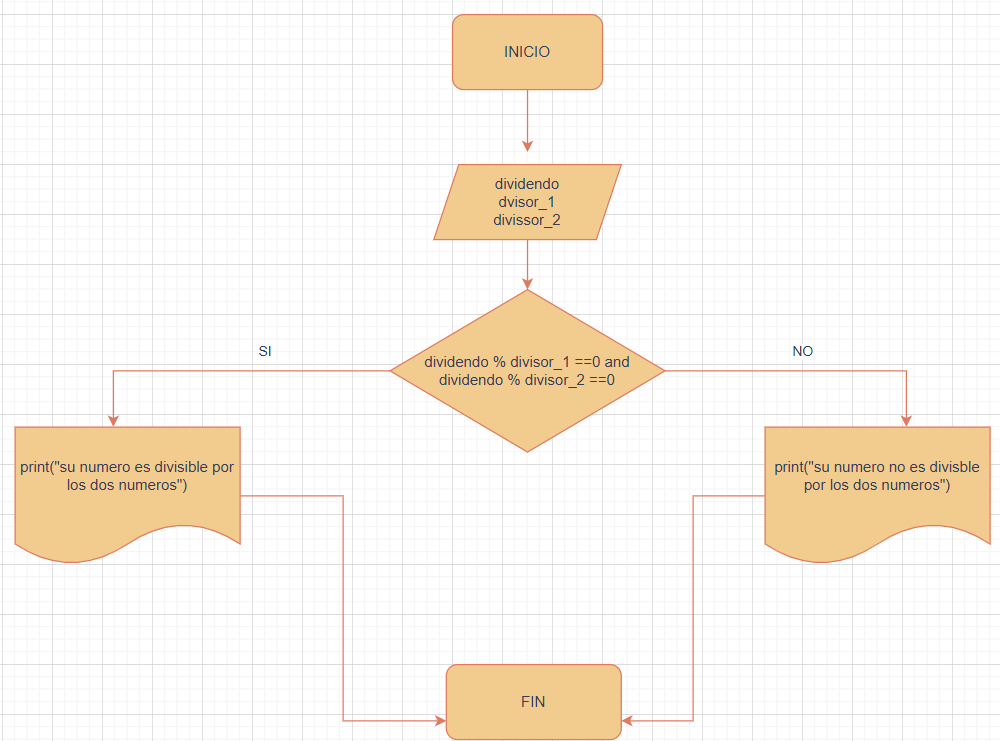 INICIO
dividendo
dvisor_1
divissor_2
dividendo % divisor_1 ==0 and
dividendo % divisor_2 ==0
SI
NO
print("su numero es divisible por
los dos numeros")
print("su numero no es divisble
por los dos numeros")
FIN